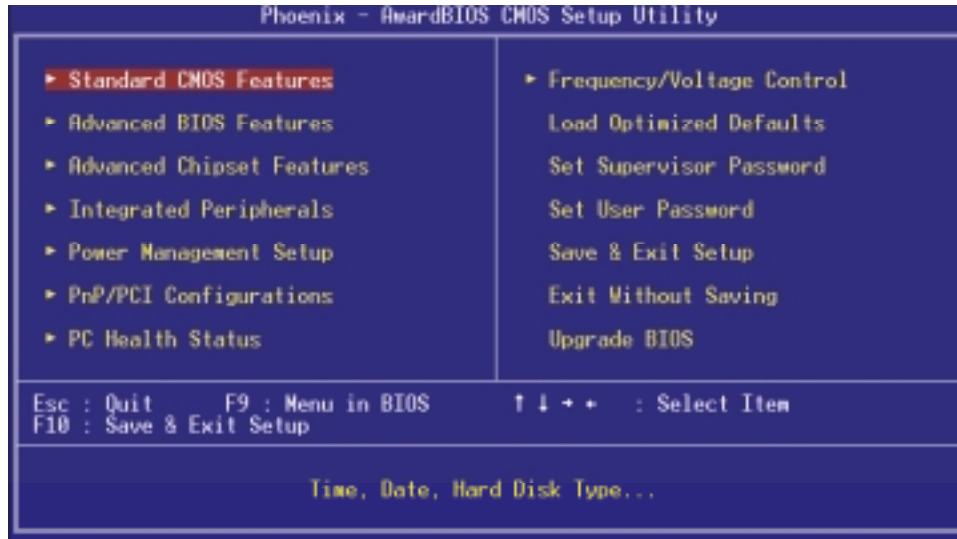 Phoenix - AwardBIOS CMOS Setup Utility
► Standard CMOS Features
► Advanced BIOS Features
► Advanced Chipset Features
► Integrated Peripherals
► Power Management Setup
► PnP/PCI Configurations
► PC Health Status
► Frequency/Voltage Control
Load Optimized Defaults
Set Supervisor Password
Set User Password
Save & Exit Setup
Exit Without Saving
Upgrade BIOS
Esc : Quit F9 : Menu in BIOS ↑ ↓ → ← : Select Item
F10 : Save & Exit Setup
Time, Date, Hard Disk Type...